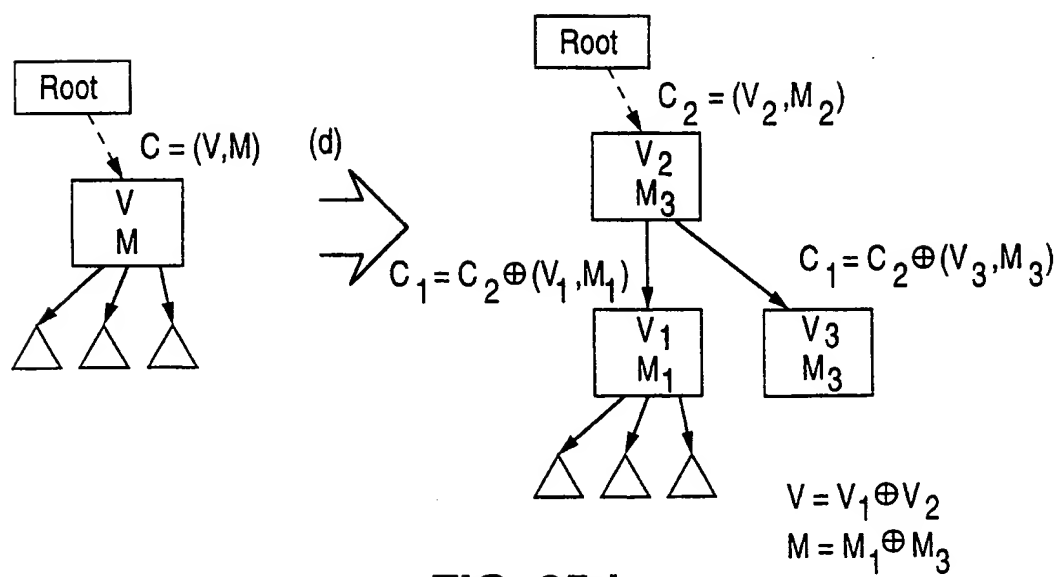 Root
C = (V,M)
V
M
(d)
Root
C₂ = (V₂,M₂)
V₂
M₃
C₁ = C₂ ⊕ (V₁,M₁)
C₁ = C₂ ⊕ (V₃,M₃)
V₁
M₁
V₃
M₃
V = V₁ ⊕ V₂
M = M₁ ⊕ M₃